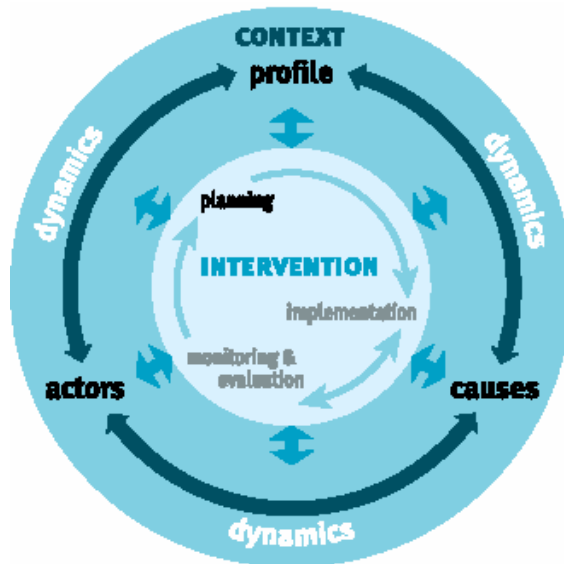 CONTEXT
profile
dynamics
dynamics
planning
INTERVENTION
implementation
monitoring &
evaluation
actors
causes
dynamics